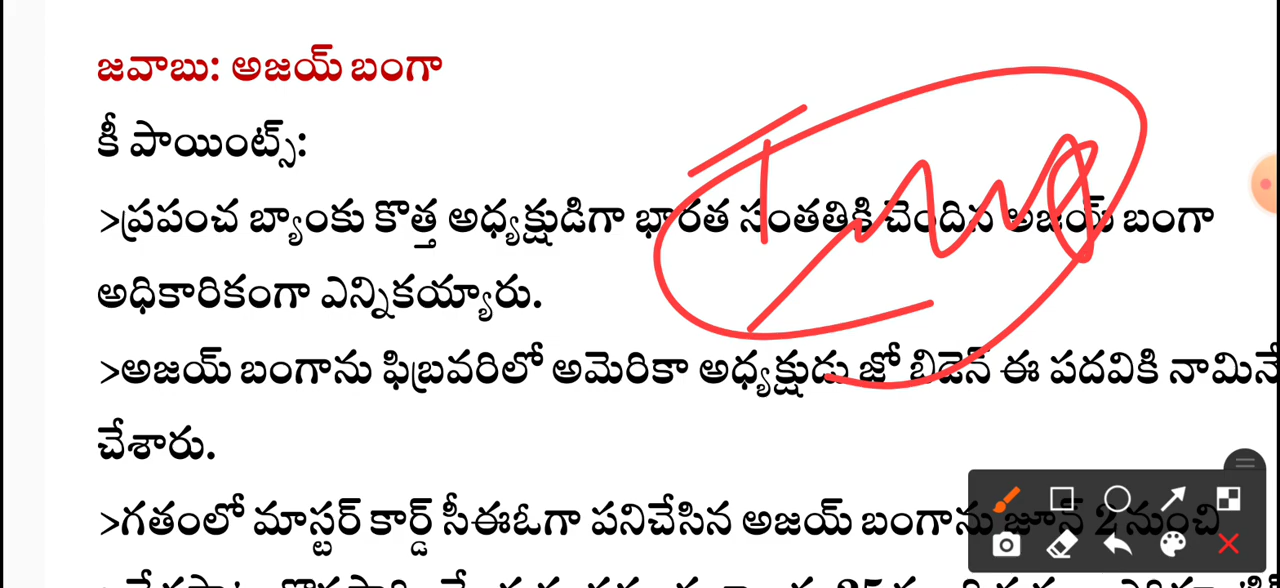 జవాబు: అజయ్ బంగా
కీ పాయింట్స్:
>ప్రపంచ బ్యాంకు కొత్త అధ్యక్షుడిగా భారత సంతతికి చెందిన అజయ్ బంగా
అధికారికంగా ఎన్నికయ్యారు.
>అజయ్ బంగాను ఫిబ్రవరిలో అమెరికా అధ్యక్షుడు జో బిడెన్ ఈ పదవికి నామినే
చేశారు.
>గతంలో మాస్టర్ కార్డ్ సీఈఓగా పనిచేసిన అజయ్ బంగాను జూన్ 2 నుంచి